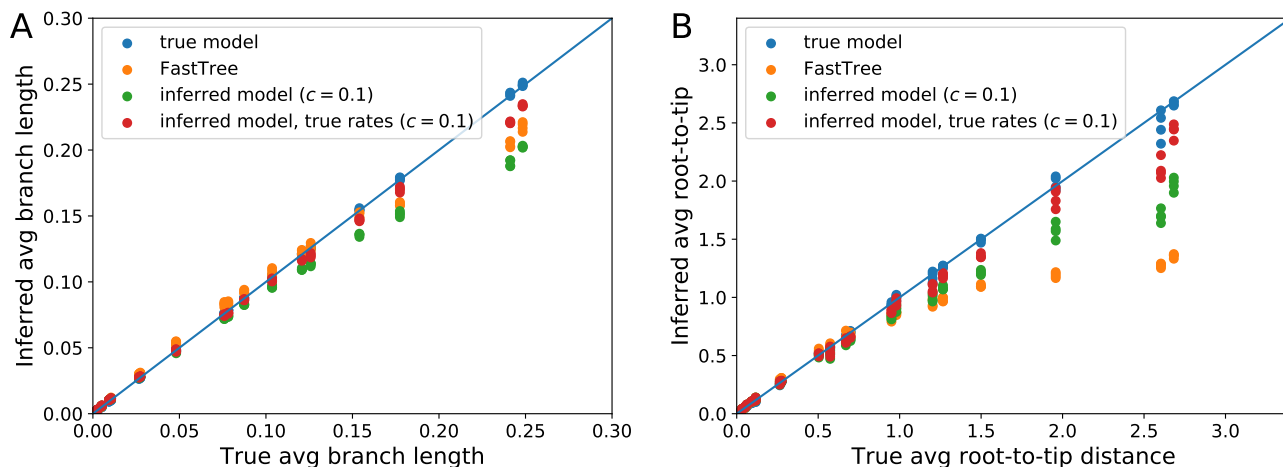 A
true model
FastTree
inferred model (c = 0.1)
inferred model, true rates (c = 0.1)
Inferred avg branch length
0.30
0.25
0.20
0.15
0.10
0.05
0.00
0.00 0.05 0.10 0.15 0.20 0.25 0.30
True avg branch length
B
true model
FastTree
inferred model (c = 0.1)
inferred model, true rates (c = 0.1)
Inferred avg root-to-tip
3.0
2.5
2.0
1.5
1.0
0.5
0.0
0.0 0.5 1.0 1.5 2.0 2.5 3.0
True avg root-to-tip distance